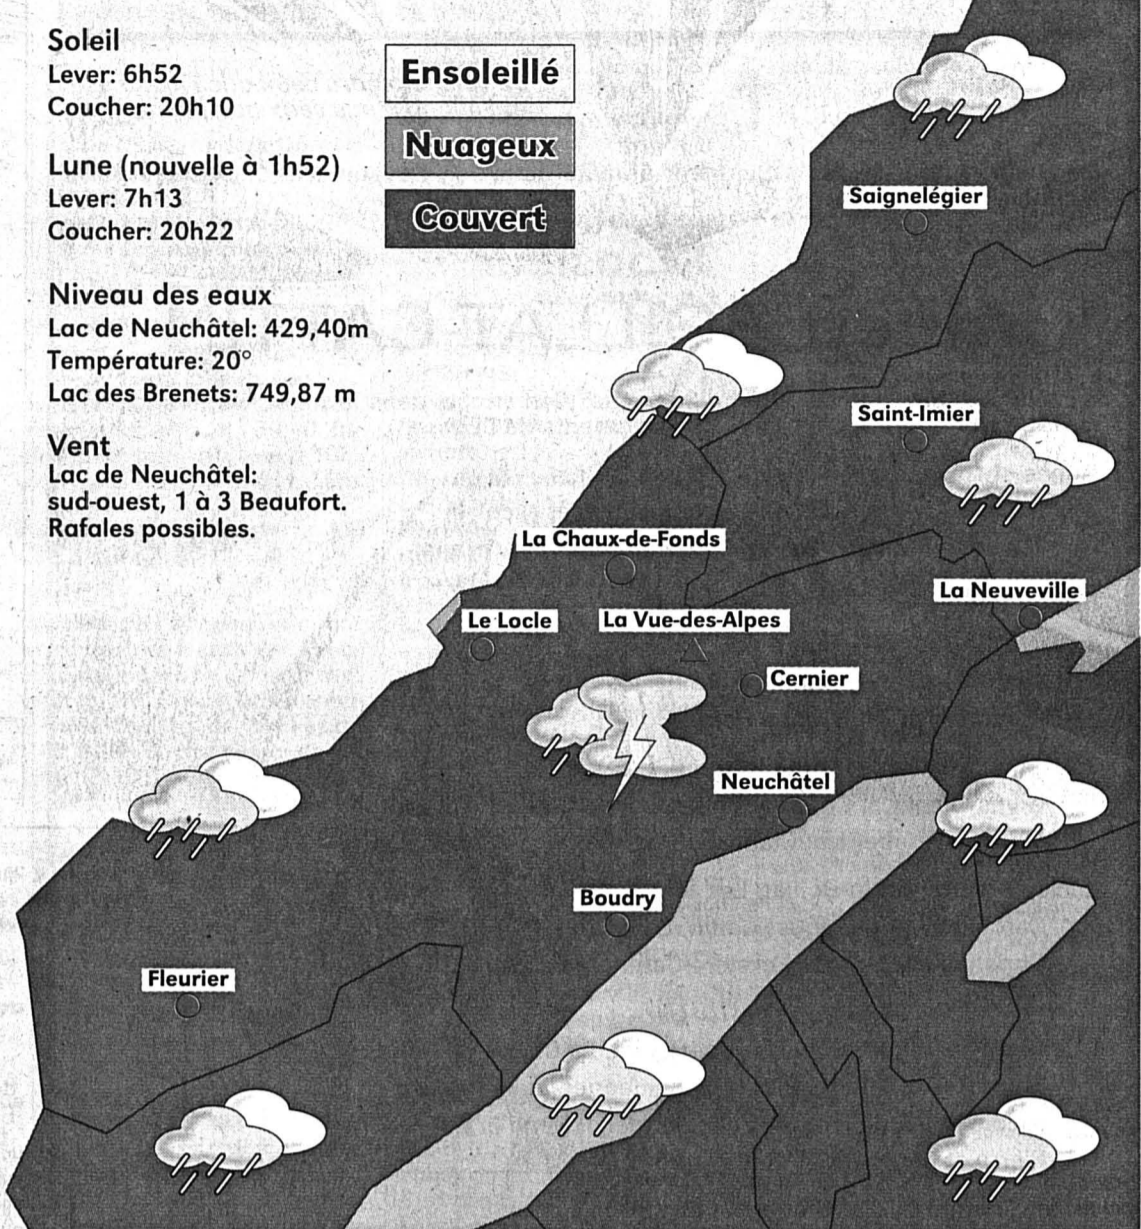 Soleil
Lever: 6h52
Coucher: 20h10
Lune (nouvelle à 1h52)
Lever: 7h13
Coucher: 20h22
Niveau des eaux
Lac de Neuchâtel: 429,40m
Température: 20°
Lac des Brenets: 749,87 m
Vent
Lac de Neuchâtel:
sud-ouest, 1 à 3 Beaufort.
Rafales possibles.
Ensoleillé
Nuageux
Couvert
Saignelégier
Saint-Imier
La Chaux-de-Fonds
La Neuveville
Le Locle
La Vue-des-Alpes
Cernier
Neuchâtel
Boudry
Fleurier